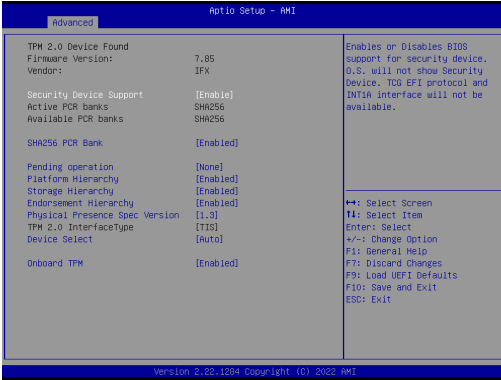 Aptio Setup - AMI
Advanced
TPM 2.0 Device Found
Firmware Version: 7.85
Vendor: IFX
Security Device Support [Enable]
Active PCR banks SHA256
Available PCR banks SHA256
SHA256 PCR Bank [Enabled]
Pending operation [None]
Platform Hierarchy [Enabled]
Storage Hierarchy [Enabled]
Endorsement Hierarchy [Enabled]
Physical Presence Spec Version [1.3]
TPM 2.0 InterfaceType [TIS]
Device Select [Auto]
Onboard TPM [Enabled]
Enables or Disables BIOS
support for security device.
O.S. will not show Security
Device. TCG EFI protocol and
INT1A interface will not be
available.
↔: Select Screen
↑↓: Select Item
Enter: Select
+/-: Change Option
F1: General Help
F7: Discard Changes
F9: Load UEFI Defaults
F10: Save and Exit
ESC: Exit
Version 2.22.1284 Copyright (C) 2022 AMI